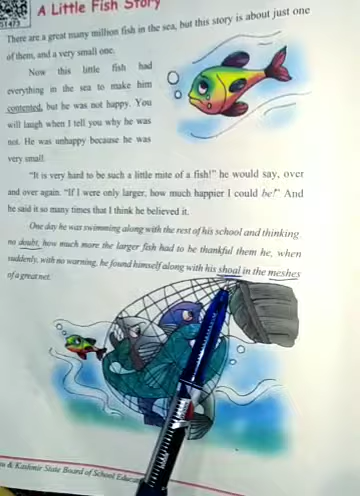 A Little Fish Story
There are a great many million fish in the sea, but this story is about just one
of them, and a very small one.
Now this little fish had
everything in the sea to make him
contented, but he was not happy. You
will laugh when I tell you why he was
not. He was unhappy because he was
very small.
"It is very hard to be such a little mite of a fish!" he would say, over
and over again. "If I were only larger, how much happier I could be!" And
he said it so many times that I think he believed it.
One day he was swimming along with the rest of his school and thinking,
no doubt, how much more the larger fish had to be thankful them he, when
suddenly, with no warning, he found himself along with his shoal in the meshes
of a great net.
& Kashmir State Board of School